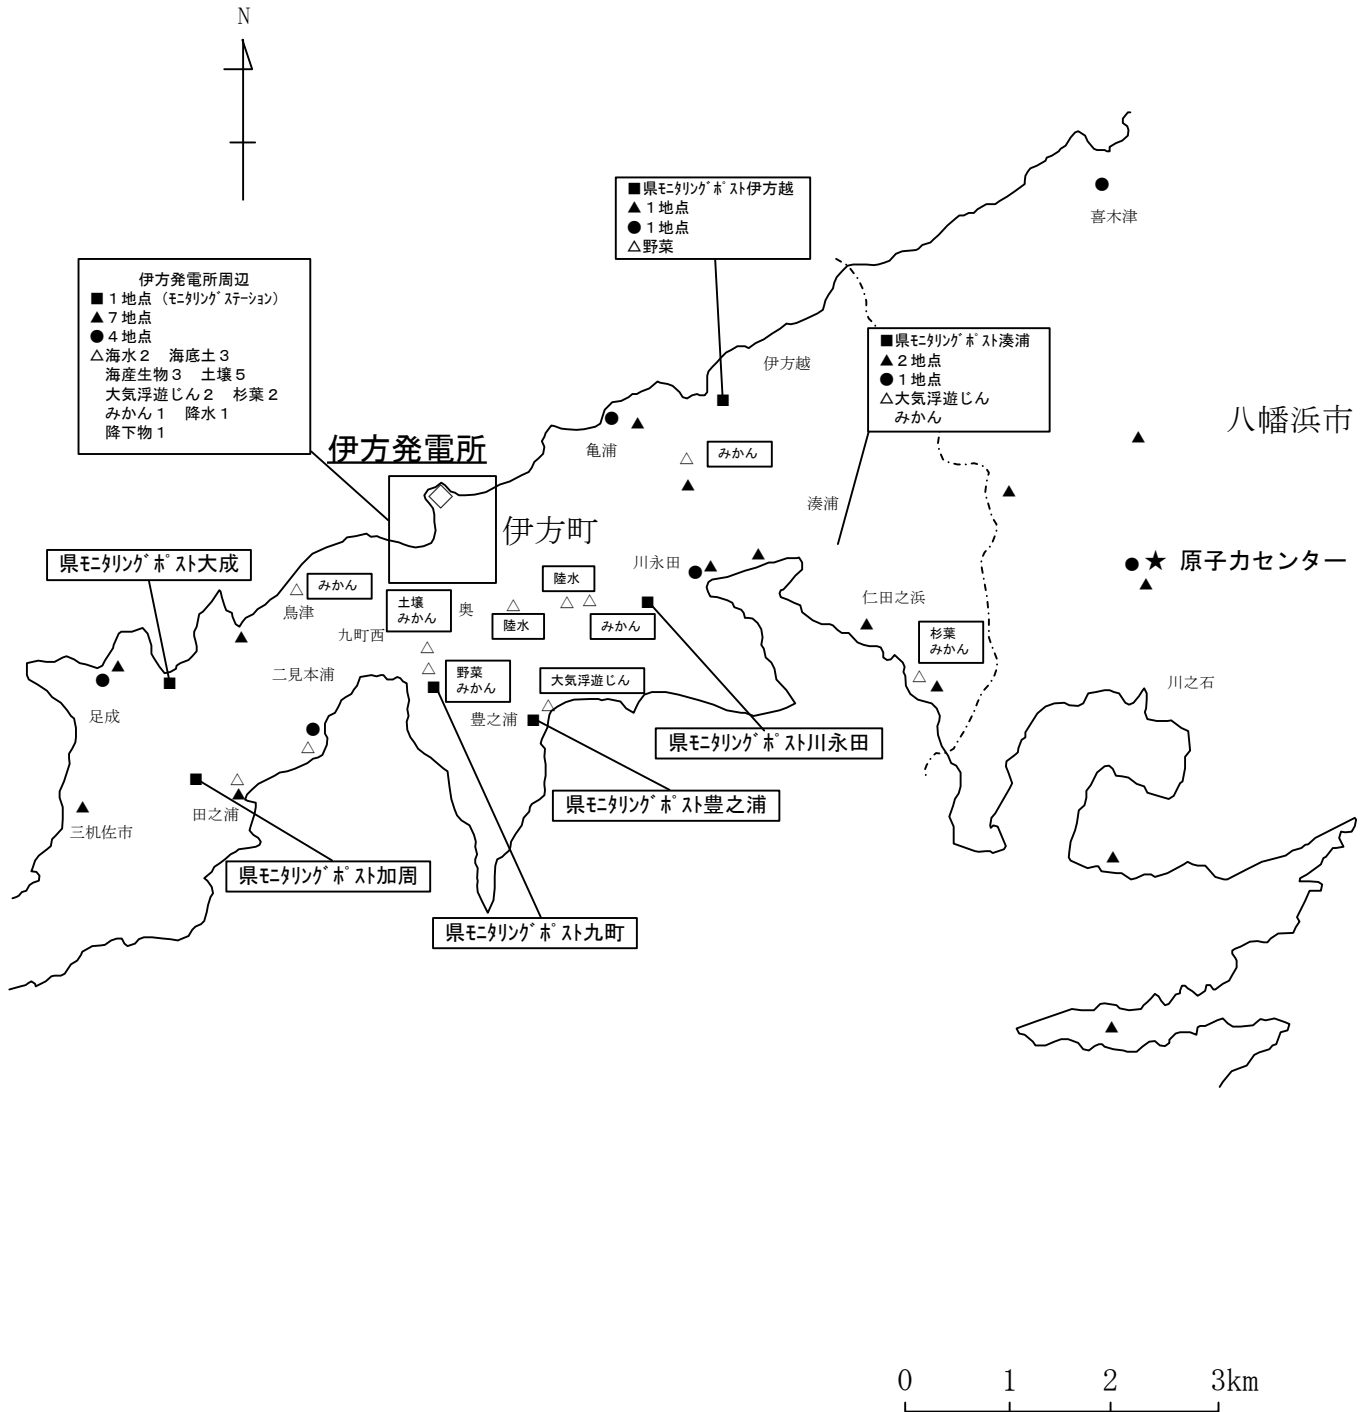 N
■県ﾓﾆﾀﾘﾝｸﾞﾎﾟｽﾄ伊方越
▲１地点
●１地点
△野菜
喜木津
伊方発電所周辺
■１地点（ﾓﾆﾀﾘﾝｸﾞｽﾃｰｼｮﾝ）
▲７地点
●４地点
△海水２　海底土３
海産生物３　土壌５
大気浮遊じん２　杉葉２
みかん１　降水１
降下物１
■県ﾓﾆﾀﾘﾝｸﾞﾎﾟｽﾄ湊浦
▲２地点
●１地点
△大気浮遊じん
みかん
伊方越
八幡浜市
亀浦
みかん
伊方発電所
湊浦
伊方町
県ﾓﾆﾀﾘﾝｸﾞﾎﾟｽﾄ大成
川永田
★ 原子力センター
みかん
鳥津
土壌
みかん
奥
陸水
陸水
みかん
仁田之浜
九町西
杉葉
みかん
二見本浦
野菜
みかん
大気浮遊じん
川之石
足成
豊之浦
県ﾓﾆﾀﾘﾝｸﾞﾎﾟｽﾄ川永田
県ﾓﾆﾀﾘﾝｸﾞﾎﾟｽﾄ豊之浦
田之浦
三机佐市
県ﾓﾆﾀﾘﾝｸﾞﾎﾟｽﾄ加周
県ﾓﾆﾀﾘﾝｸﾞﾎﾟｽﾄ九町
0 1 2 3km